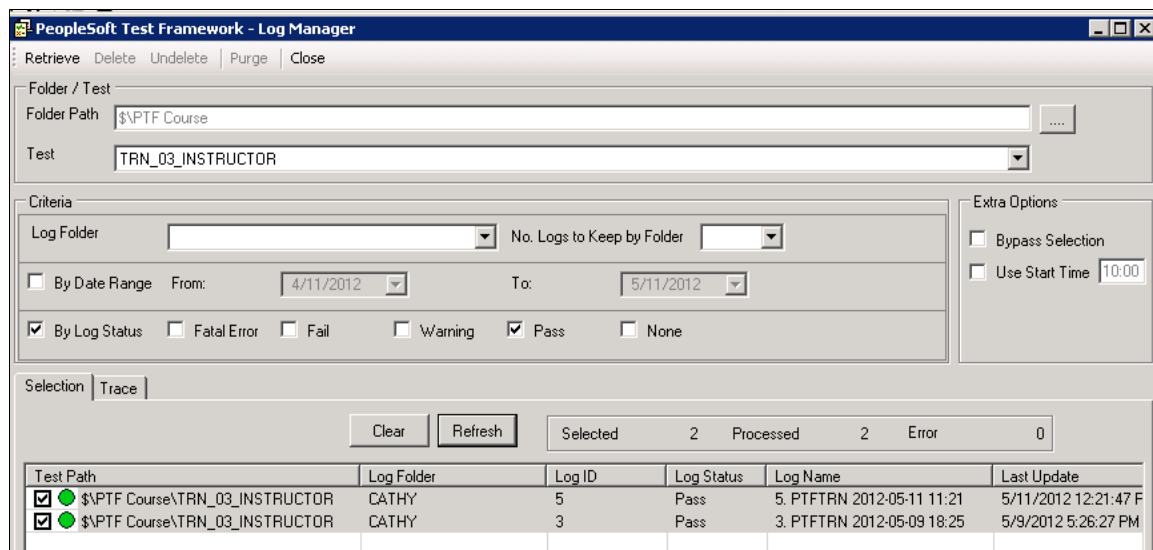 PeopleSoft Test Framework - Log Manager
Retrieve Delete Undelete Purge Close
Folder / Test
Folder Path $\PTF Course ....
Test TRN_03_INSTRUCTOR
Criteria Extra Options
Log Folder No. Logs to Keep by Folder
Bypass Selection
By Date Range From: 4/11/2012 To: 5/11/2012 Use Start Time 10:00
By Log Status Fatal Error Fail Warning Pass None
Selection Trace
Clear Refresh Selected 2 Processed 2 Error 0
Test Path Log Folder Log ID Log Status Log Name Last Update
$\PTF Course\TRN_03_INSTRUCTOR CATHY 5 Pass 5. PTFTRN 2012-05-11 11:21 5/11/2012 12:21:47 F
$\PTF Course\TRN_03_INSTRUCTOR CATHY 3 Pass 3. PTFTRN 2012-05-09 18:25 5/9/2012 5:26:27 PM